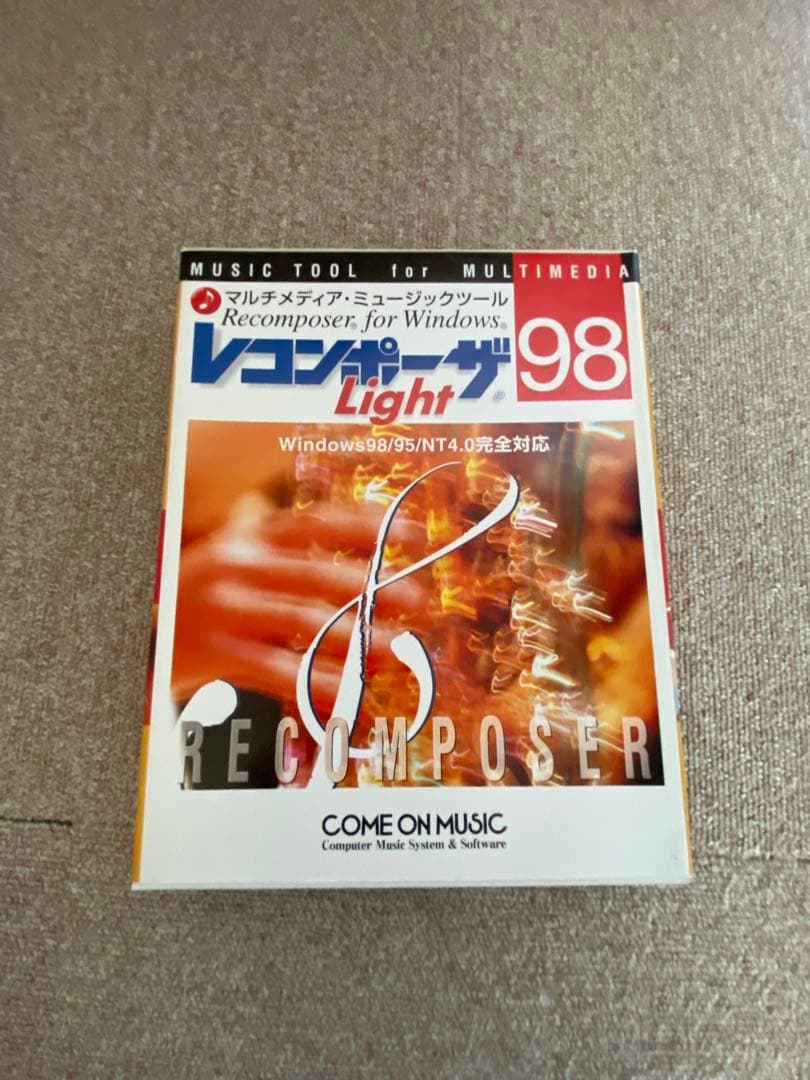 MUSIC TOOL for MULTIMEDIA
マルチメディア・ミュージックツール
Recomposer® for Windows®
レコンポーザ®
Light
98
Windows98/95/NT4.0完全対応
RECOMPOSER
COME ON MUSIC
Computer Music System & Software